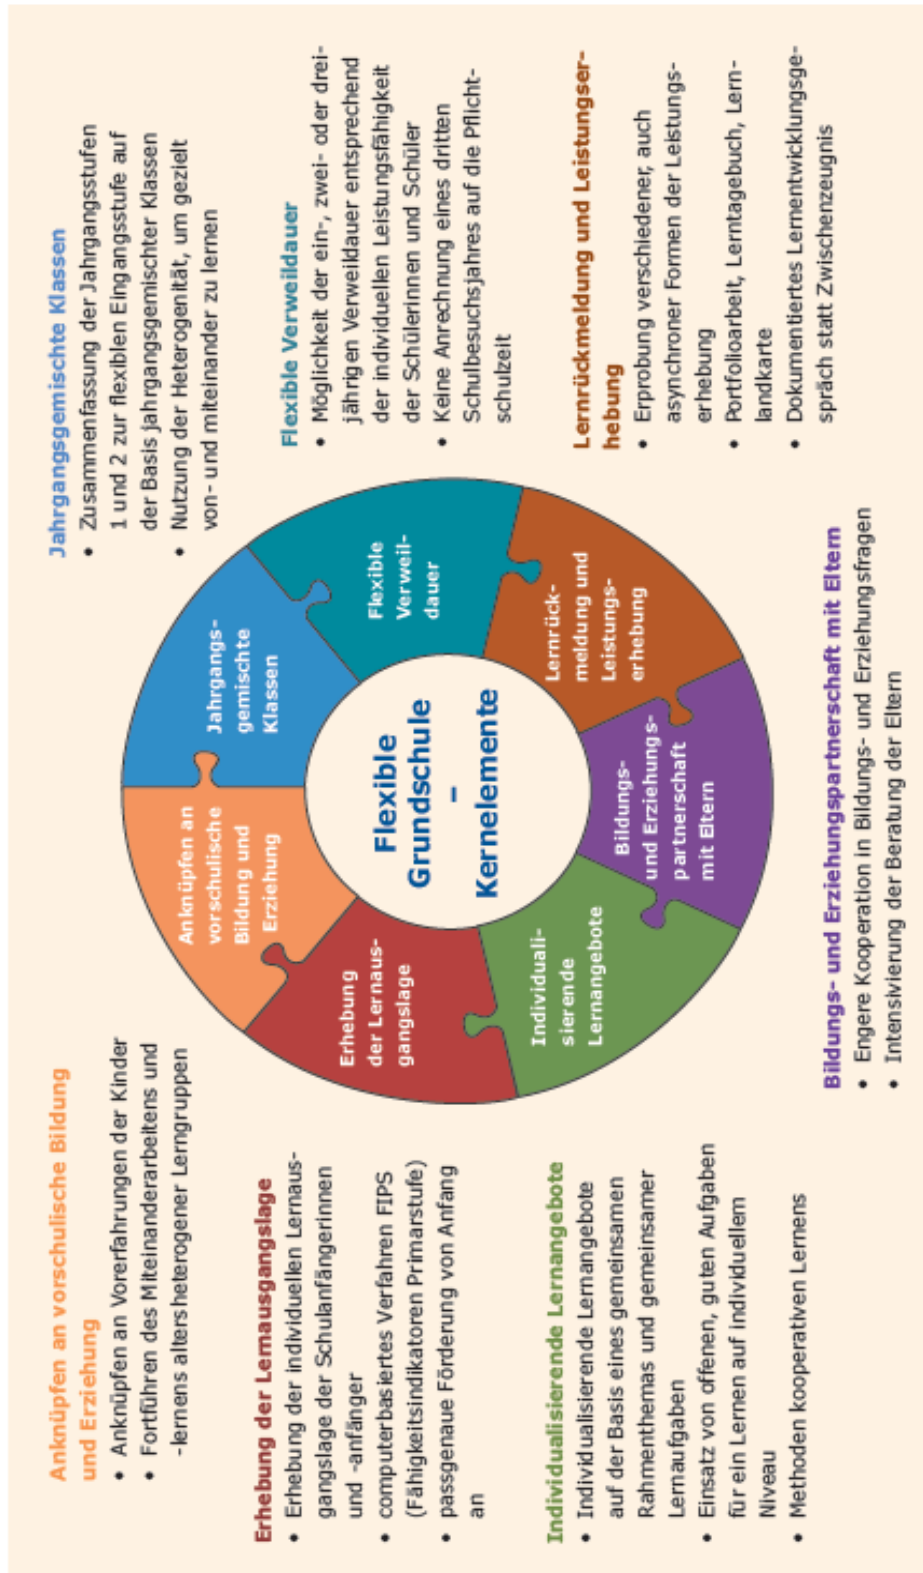 Anknüpfen an vorschulische Bildung
und Erziehung
• Anknüpfen an Vorerfahrungen der Kinder
• Fortführen des Miteinanderarbeitens und
-lernens altersheterogener Lerngruppen
Erhebung der Lernausgangslage
• Erhebung der individuellen Lernaus-
gangslage der Schulanfängerinnen
und -anfänger
• computerbasiertes Verfahren FIPS
(Fähigkeitsindikatoren Primarstufe)
• passgenaue Förderung von Anfang
an
Individualisierende Lernangebote
• Individualisierende Lernangebote
auf der Basis eines gemeinsamen
Rahmenthemas und gemeinsamer
Lernaufgaben
• Einsatz von offenen, guten Aufgaben
für ein Lernen auf individuellem
Niveau
• Methoden kooperativen Lernens
Anknüpfen an
vorschulische
Bildung und
Erziehung
Jahrgangs-
gemischte
Klassen
Erhebung
der Lernaus-
gangslage
Flexible
Grundschule
–
Kernelemente
Flexible
Verweil-
dauer
Individuali-
sierende
Lernangebote
Lernrück-
meldung und
Leistungs-
erhebung
Bildungs-
und Erziehungs-
partnerschaft
mit Eltern
Jahrgangsgemischte Klassen
• Zusammenfassung der Jahrgangsstufen
1 und 2 zur flexiblen Eingangsstufe auf
der Basis jahrgangsgemischter Klassen
• Nutzung der Heterogenität, um gezielt
von- und miteinander zu lernen
Flexible Verweildauer
• Möglichkeit der ein-, zwei- oder drei-
jährigen Verweildauer entsprechend
der individuellen Leistungsfähigkeit
der Schülerinnen und Schüler
• Keine Anrechnung eines dritten
Schulbesuchsjahres auf die Pflicht-
schulzeit
Lernrückmeldung und Leistungser-
hebung
• Erprobung verschiedener, auch
asynchroner Formen der Leistungs-
erhebung
• Portfolioarbeit, Lerntagebuch, Lern-
landkarte
• Dokumentiertes Lernentwicklungsge-
spräch statt Zwischenzeugnis
Bildungs- und Erziehungspartnerschaft mit Eltern
• Engere Kooperation in Bildungs- und Erziehungsfragen
• Intensivierung der Beratung der Eltern